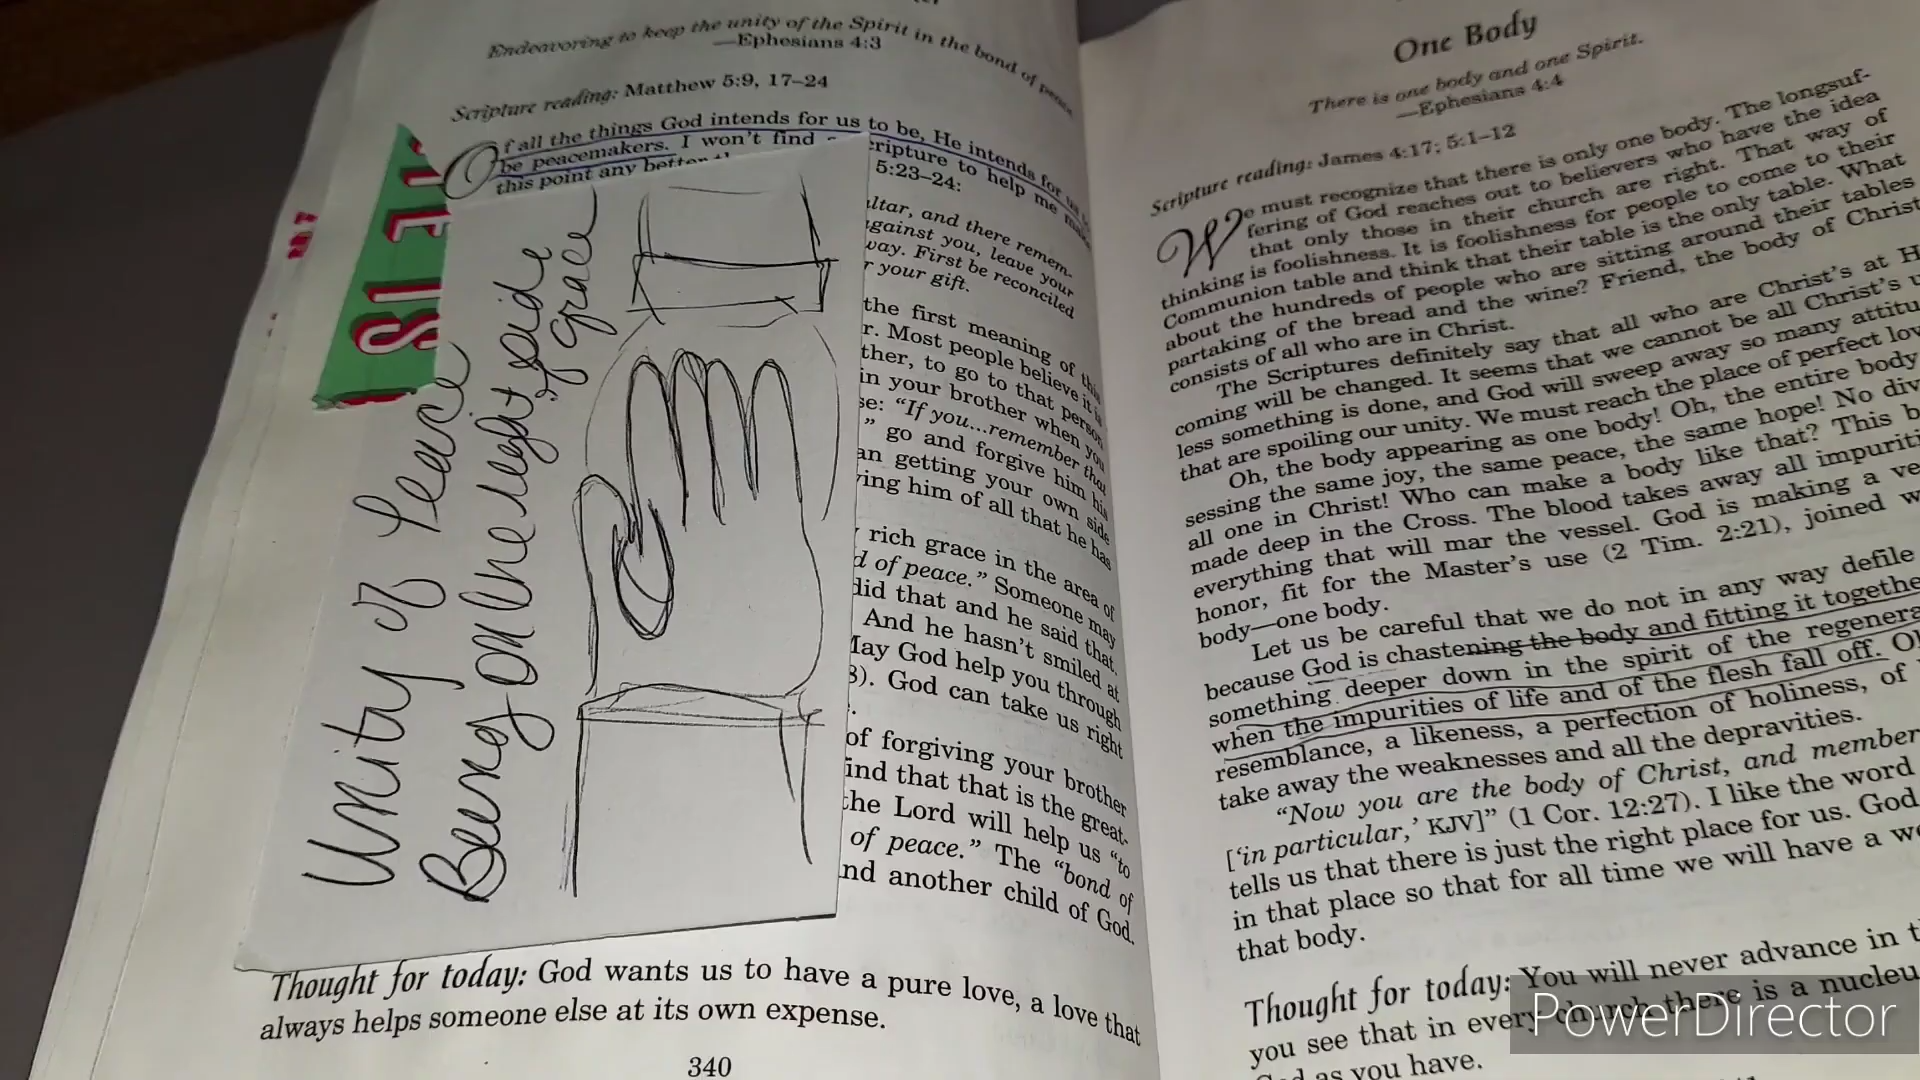 Endeavoring to keep the unity of the Spirit in the bond of peace
—Ephesians 4:3
Scripture reading: Matthew 5:9, 17–24
Of all the things God intends for us to be, He intends for us to
be peacemakers. I won't find scripture to help me make
this point any better 5:23–24:
altar, and there remem-
against you, leave your
way. First be reconciled
your gift.
the first meaning of this
r. Most people believe it is
ther, to go to that person
in your brother when you
se: "If you...remember that
" go and forgive him his
an getting your own side
ving him of all that he has
rich grace in the area of
d of peace." Someone may
did that and he said that.
And he hasn't smiled at
May God help you through
8). God can take us right
of forgiving your brother
ind that that is the great-
the Lord will help us "to
of peace." The "bond of
nd another child of God.
Thought for today: God wants us to have a pure love, a love that
always helps someone else at its own expense.
340
Unity of Peace
Being on the right side
of grace
One Body
There is one body and one Spirit.
—Ephesians 4:4
Scripture reading: James 4:17; 5:1–12
We must recognize that there is only one body. The longsuf-
fering of God reaches out to believers who have the idea
that only those in their church are right. That way of
thinking is foolishness. It is foolishness for people to come to their
Communion table and think that their table is the only table. What
about the hundreds of people who are sitting around their tables
partaking of the bread and the wine? Friend, the body of Christ
consists of all who are in Christ.
The Scriptures definitely say that all who are Christ's at H
coming will be changed. It seems that we cannot be all Christ's u
less something is done, and God will sweep away so many attitu
that are spoiling our unity. We must reach the place of perfect lov
Oh, the body appearing as one body! Oh, the entire body
sessing the same joy, the same peace, the same hope! No div
all one in Christ! Who can make a body like that? This b
made deep in the Cross. The blood takes away all impuriti
everything that will mar the vessel. God is making a ve
honor, fit for the Master's use (2 Tim. 2:21), joined w
body—one body.
Let us be careful that we do not in any way defile
because God is chastening the body and fitting it togethe
something deeper down in the spirit of the regenera
when the impurities of life and of the flesh fall off. O
resemblance, a likeness, a perfection of holiness, of
take away the weaknesses and all the depravities.
"Now you are the body of Christ, and member
['in particular,' KJV]" (1 Cor. 12:27). I like the word
tells us that there is just the right place for us. God
in that place so that for all time we will have a wo
that body.
Thought for today: You will never advance in t
you see that in every church there is a nucleu
God as you have.
PowerDirector